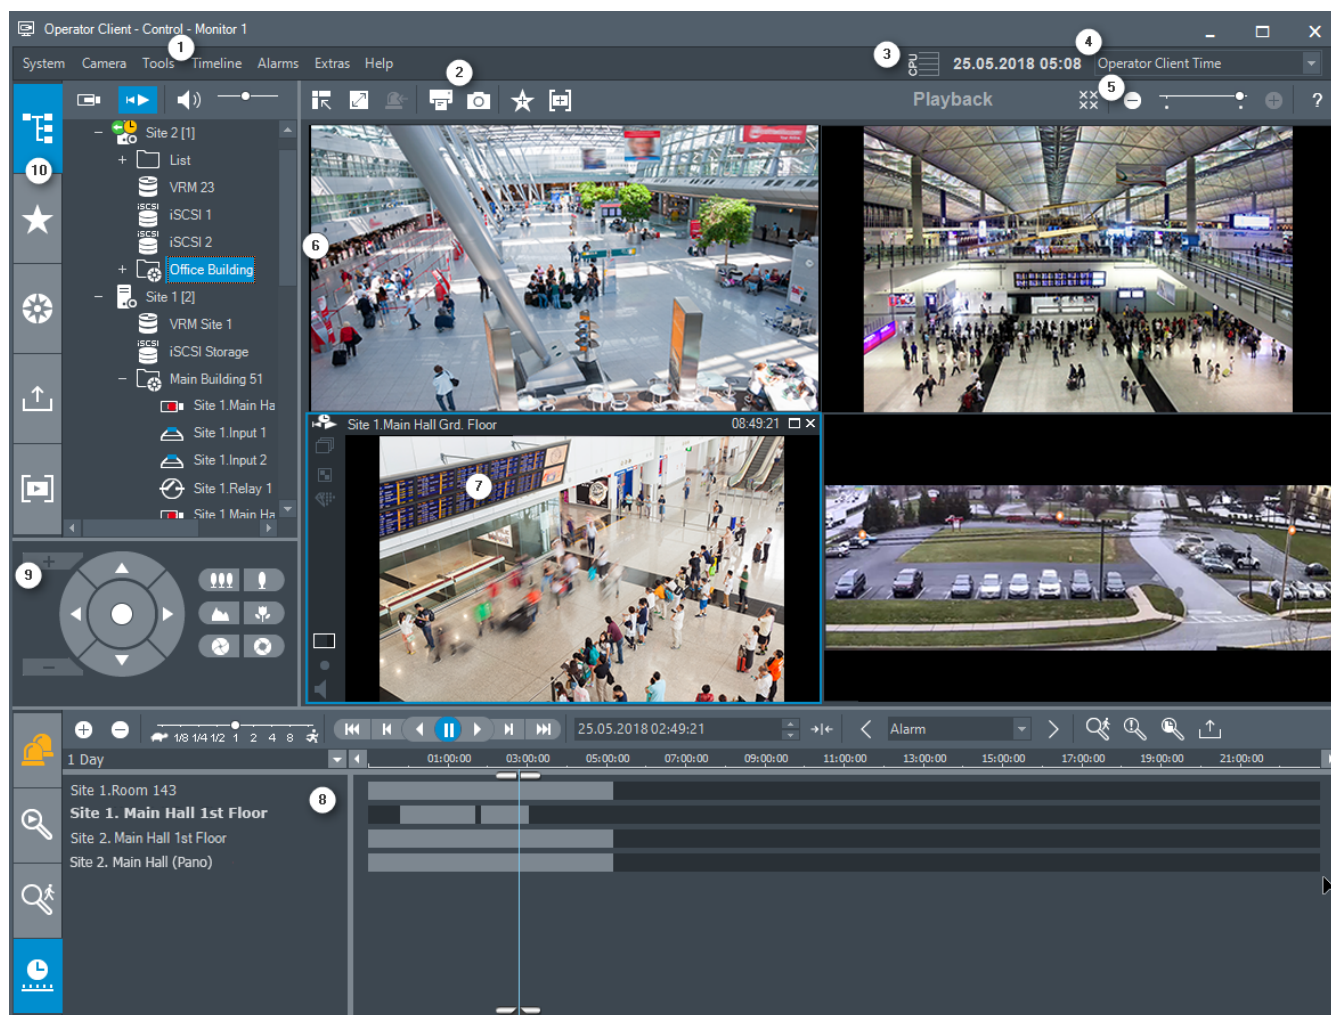 Operator Client - Control - Monitor 1
1
System Camera Tools Timeline Alarms Extras Help
2
3
CPU
25.05.2018 05:08
4
Operator Client Time
Playback
5
?
Site 2 [1]
List
VRM 23
iSCSI
iSCSI 1
iSCSI
iSCSI 2
Office Building
Site 1 [2]
VRM Site 1
iSCSI
iSCSI Storage
Main Building 51
Site 1.Main Ha
Site 1.Input 1
Site 1.Input 2
Site 1.Relay 1
Site 1 Main Ha
10
6
Site 1.Main Hall Grd. Floor 08:49:21
7
9
1/8 1/4 1/2 1 2 4 8
25.05.2018 02:49:21
Alarm
1 Day
01:00:00 03:00:00 05:00:00 07:00:00 09:00:00 11:00:00 13:00:00 15:00:00 17:00:00 19:00:00 21:00:00
Site 1.Room 143
8
Site 1. Main Hall 1st Floor
Site 2. Main Hall 1st Floor
Site 2. Main Hall (Pano)